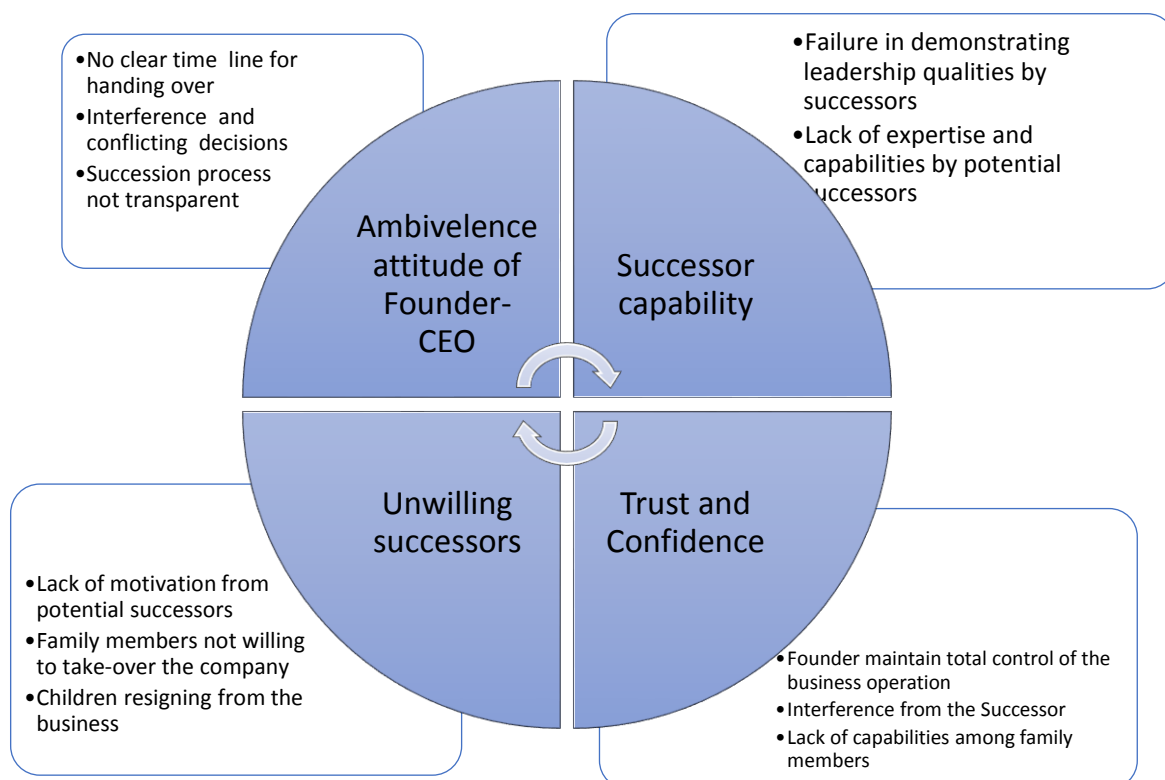 •No clear time line for
handing over
•Interference and
conflicting decisions
•Succession process
not transparent
•Failure in demonstrating
leadership qualities by
successors
•Lack of expertise and
capabilities by potential
successors
Ambivelence
attitude of
Founder-
CEO
Successor
capability
Unwilling
successors
Trust and
Confidence
•Lack of motivation from
potential successors
•Family members not willing
to take-over the company
•Children resigning from the
business
•Founder maintain total control of the
business operation
•Interference from the Successor
•Lack of capabilities among family
members